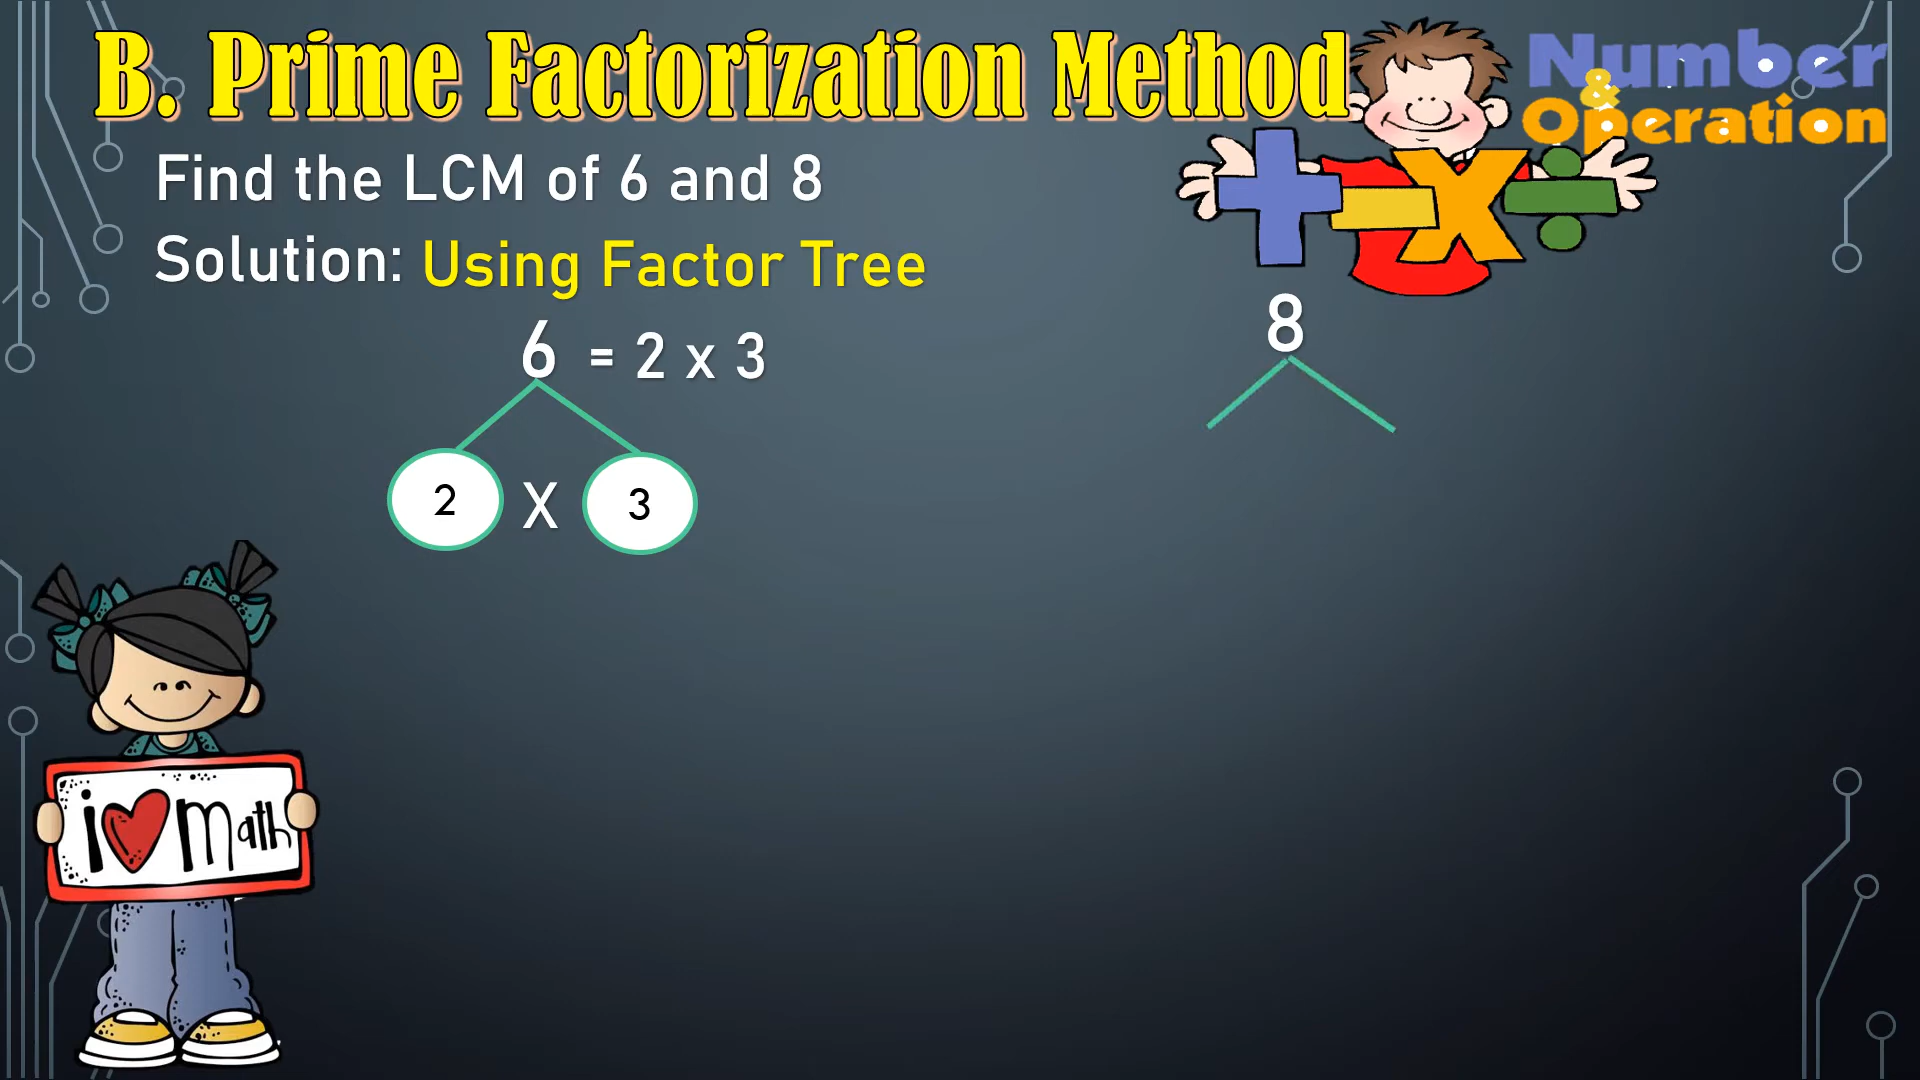 B. Prime Factorization Method
Number
&
Operation
Find the LCM of 6 and 8
Solution: Using Factor Tree
+ - x ÷
6 = 2 x 3
8
2 X 3
i ♥ math